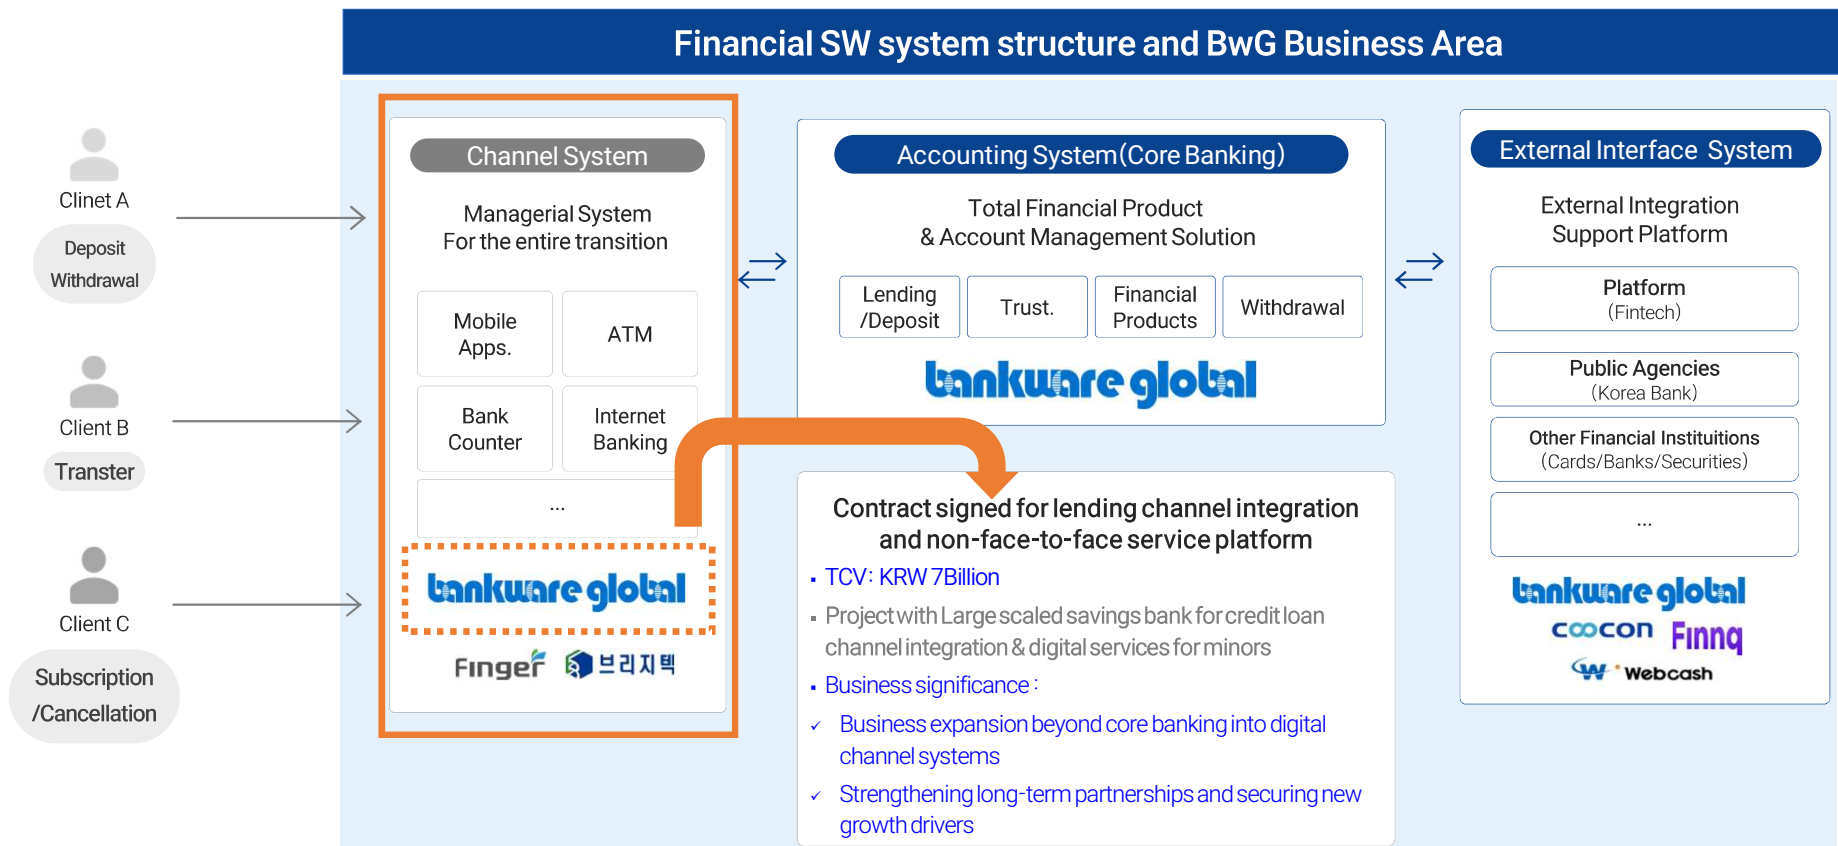 Financial SW system structure and BwG Business Area
Clinet A
Deposit
Withdrawal
Client B
Transter
Client C
Subscription
/Cancellation
Channel System
Managerial System
For the entire transition
Mobile
Apps.
ATM
Bank
Counter
Internet
Banking
...
bankware global
Finger
브리지텍
Accounting System(Core Banking)
Total Financial Product
& Account Management Solution
Lending
/Deposit
Trust.
Financial
Products
Withdrawal
bankware global
Contract signed for lending channel integration
and non-face-to-face service platform
▪ TCV: KRW 7Billion
▪ Project with Large scaled savings bank for credit loan
channel integration & digital services for minors
▪ Business significance :
✓ Business expansion beyond core banking into digital
channel systems
✓ Strengthening long-term partnerships and securing new
growth drivers
External Interface System
External Integration
Support Platform
Platform
(Fintech)
Public Agencies
(Korea Bank)
Other Financial Instituitions
(Cards/Banks/Securities)
...
bankware global
coocon
Finnq
W Webcash